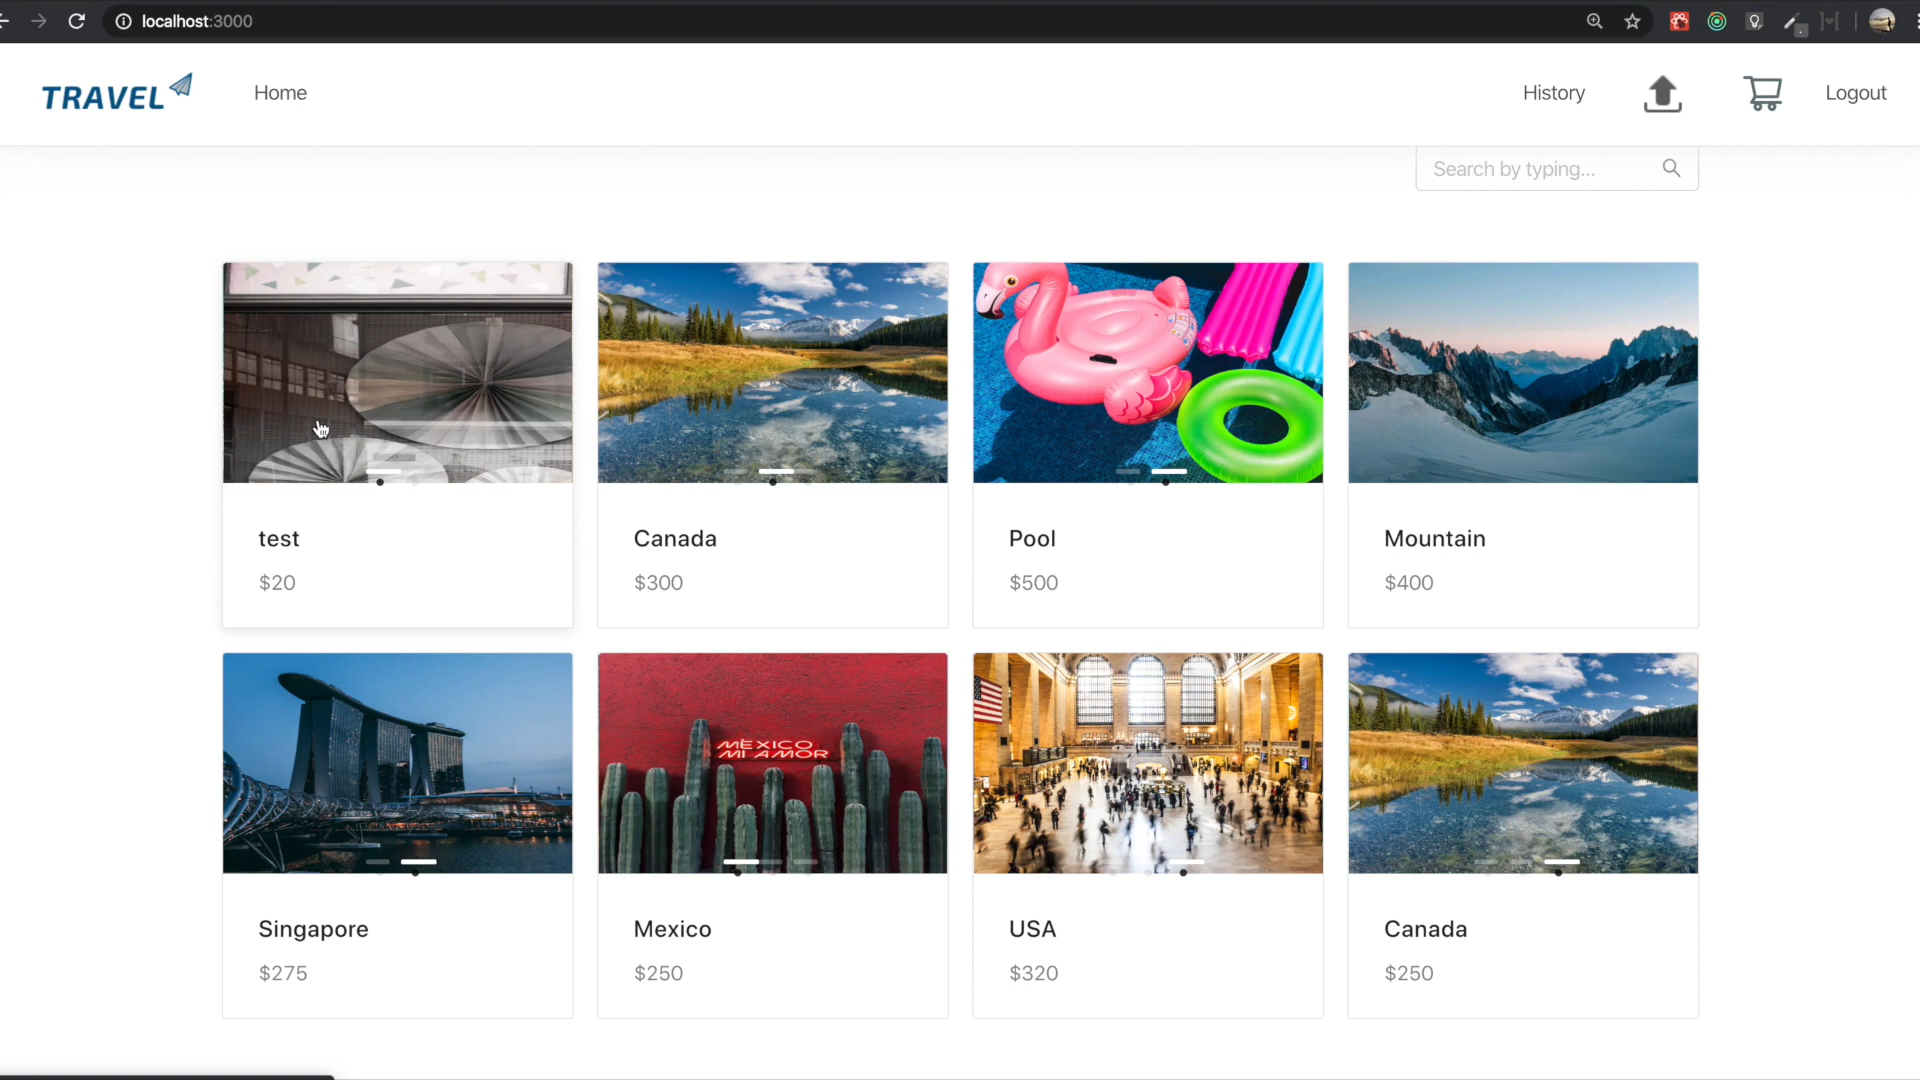 localhost:3000
TRAVEL
Home
History
Logout
Search by typing...
test
$20
Canada
$300
Pool
$500
Mountain
$400
MEXICO
MI AMOR
Singapore
$275
Mexico
$250
USA
$320
Canada
$250